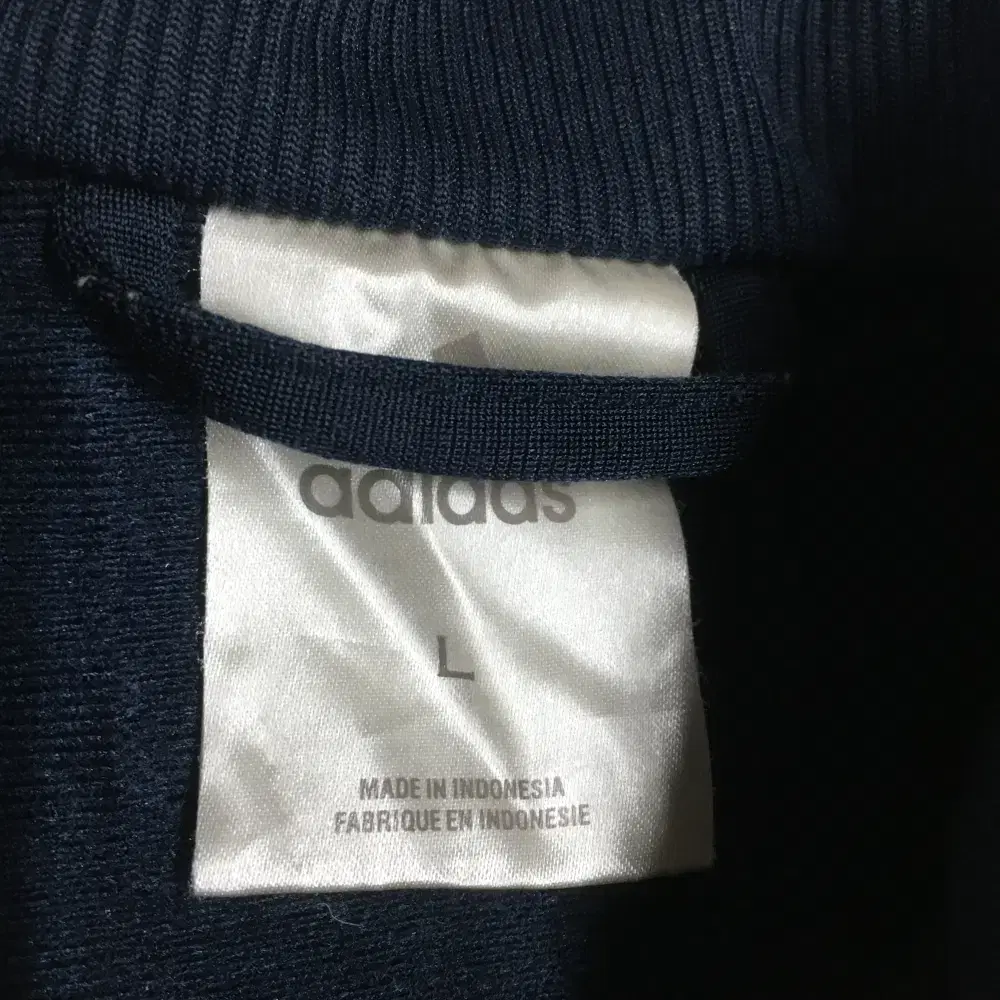 adidas
L
MADE IN INDONESIA
FABRIQUE EN INDONESIE